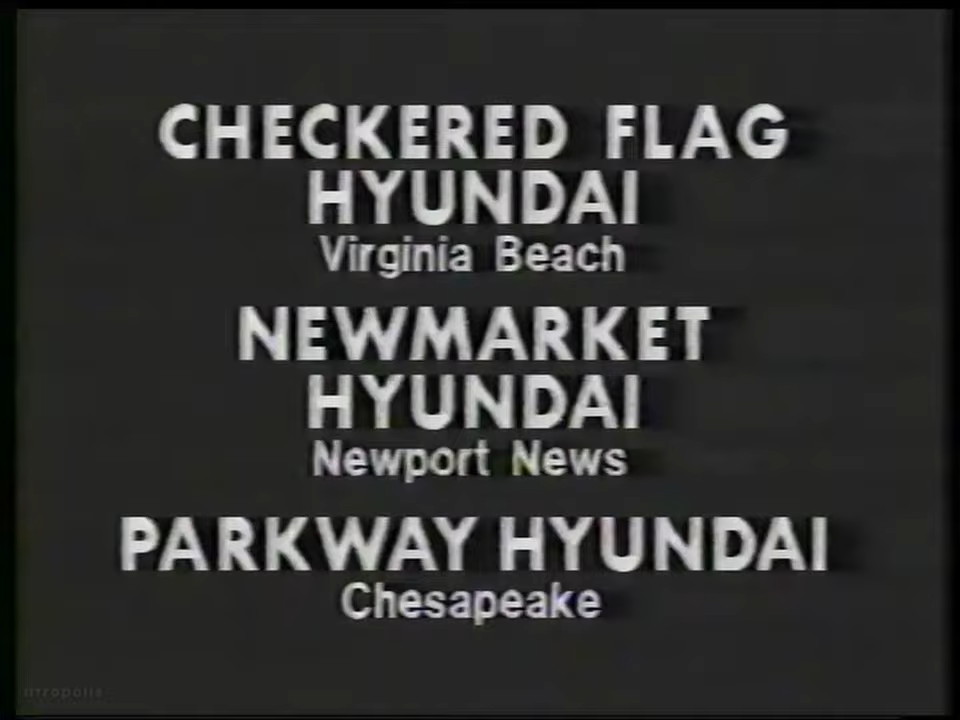 CHECKERED FLAG
HYUNDAI
Virginia Beach
NEWMARKET
HYUNDAI
Newport News
PARKWAY HYUNDAI
Chesapeake